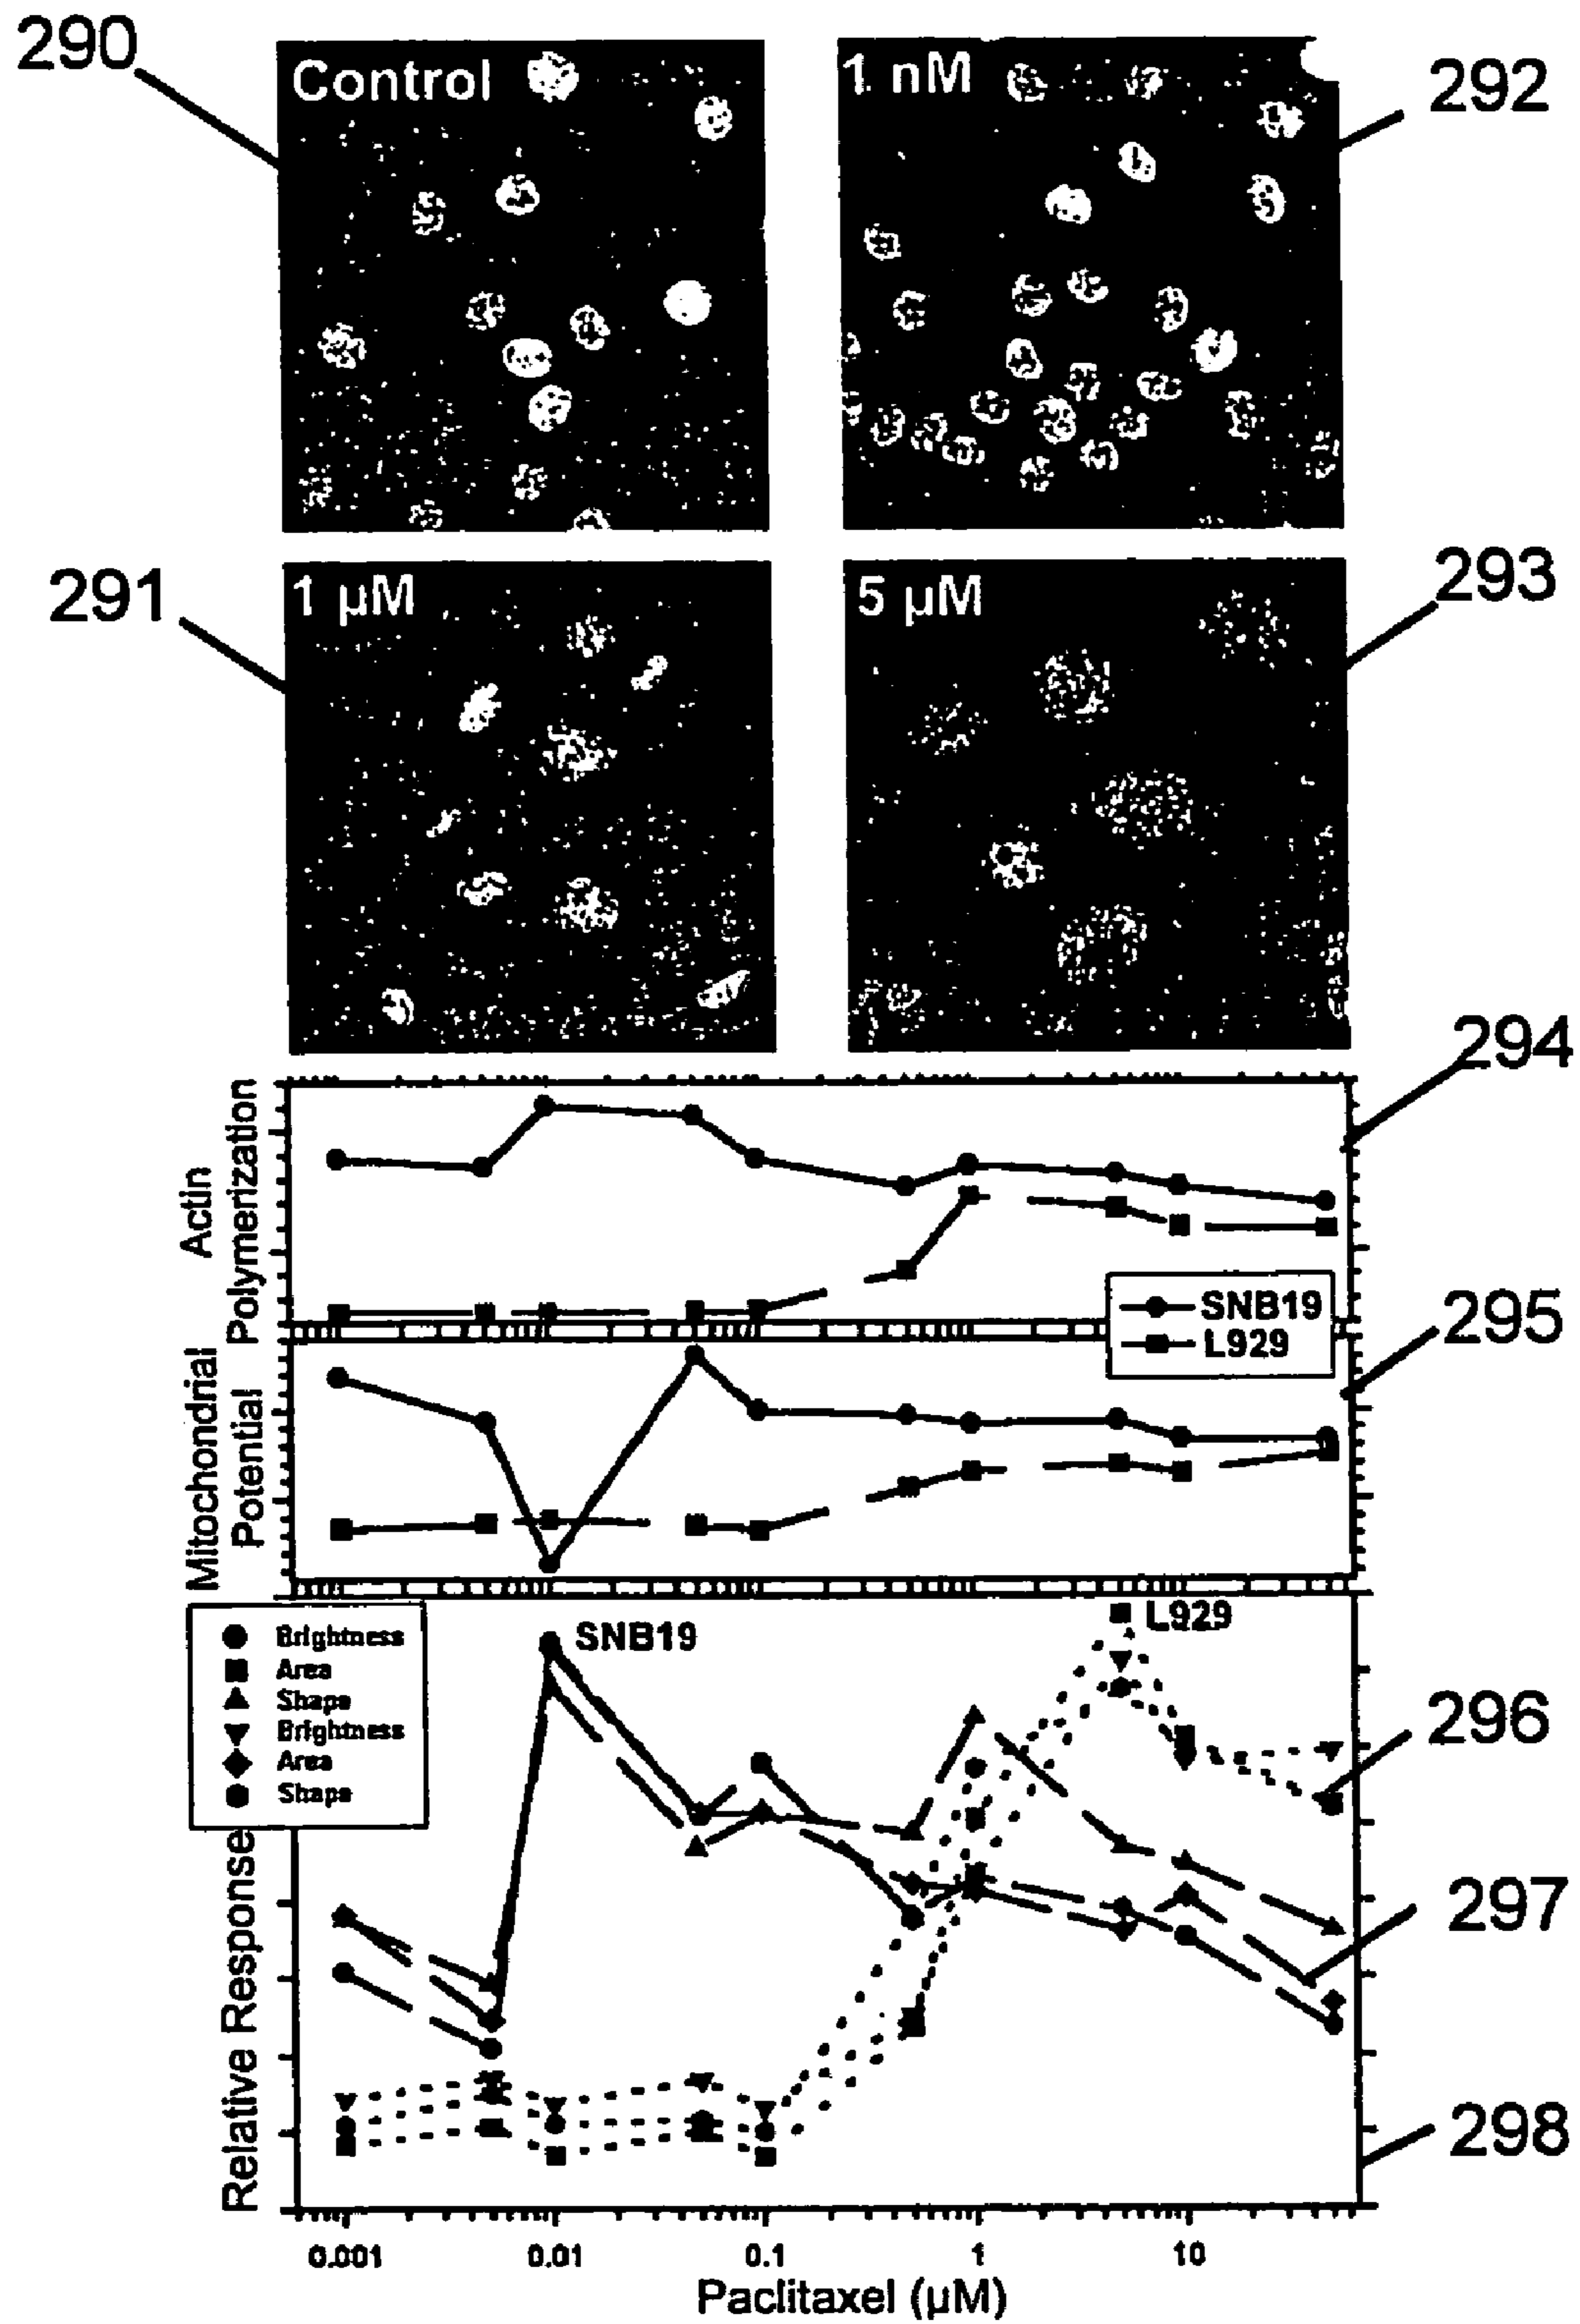 290
Control
1 nM
292
291
1 µM
5 µM
293
294
Actin
Polymerization
SNB19
L929
295
Mitochondrial
Potential
Brightness
Area
Shape
Brightness
Area
Shape
SNB19
L929
296
297
298
Relative Response
0.001
0.01
0.1
1
10
Paclitaxel (µM)